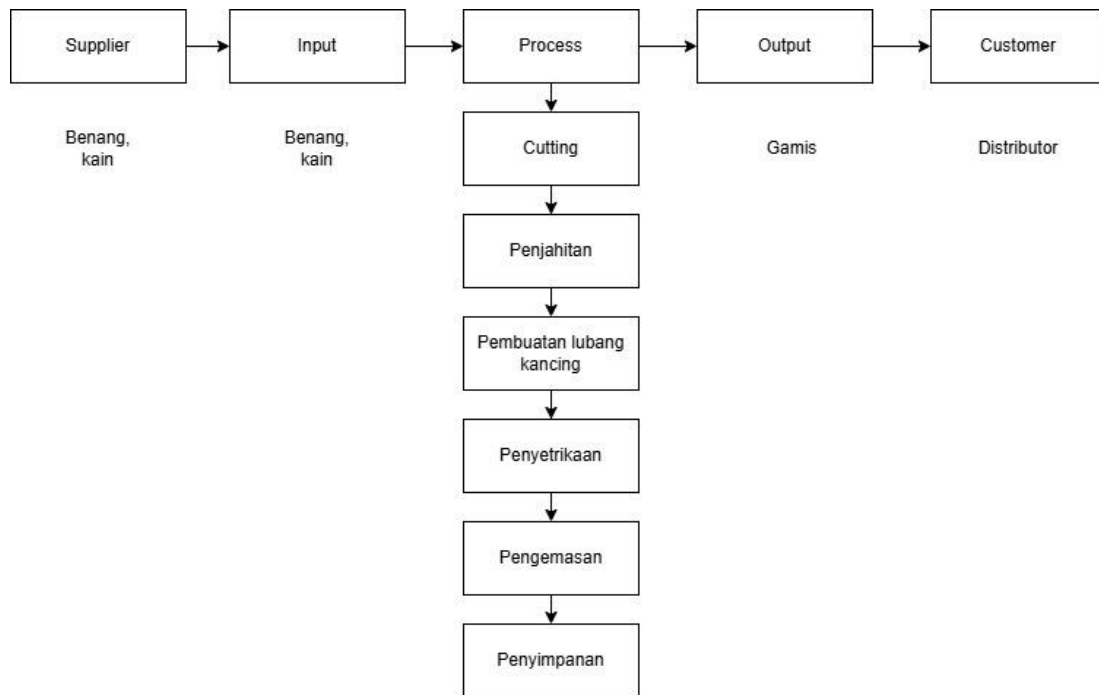 Supplier
Input
Process
Output
Customer
Benang,
kain
Benang,
kain
Cutting
Gamis
Distributor
Penjahitan
Pembuatan lubang
kancing
Penyetrikaan
Pengemasan
Penyimpanan